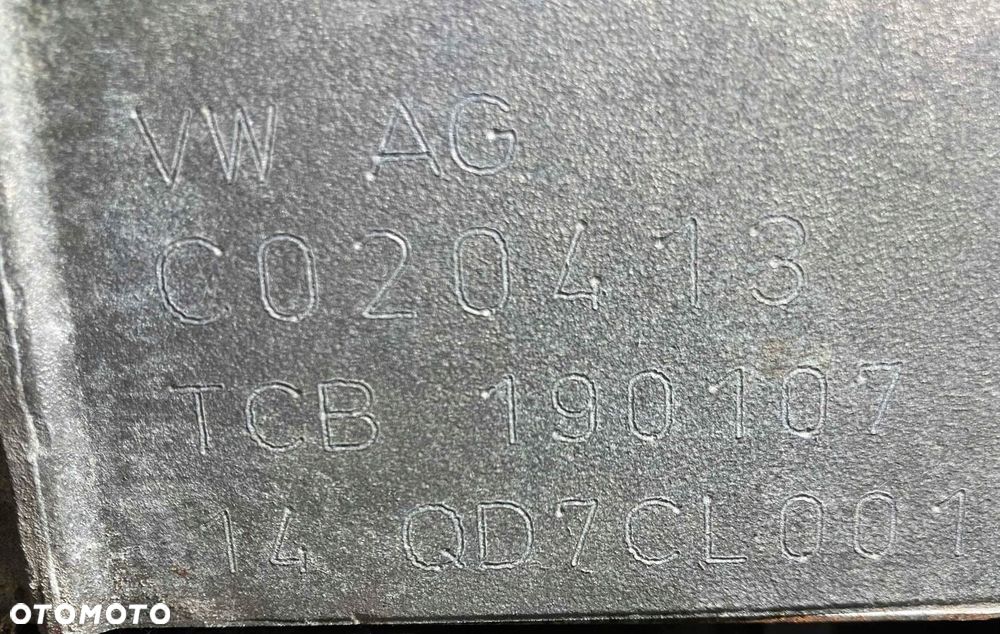 VW AG
C020413
TCB 190107
14 QD7CL001
OTOMOTO